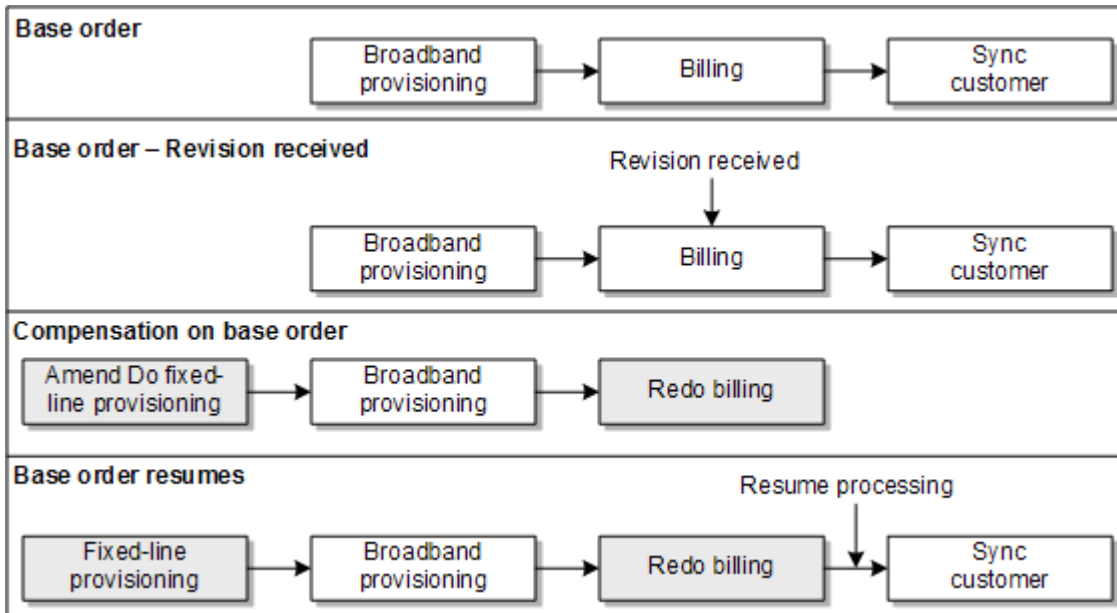 Base order
Broadband
provisioning
Billing
Sync
customer
Base order – Revision received
Revision received
Broadband
provisioning
Billing
Sync
customer
Compensation on base order
Amend Do fixed-
line provisioning
Broadband
provisioning
Redo billing
Base order resumes
Resume processing
Fixed-line
provisioning
Broadband
provisioning
Redo billing
Sync
customer